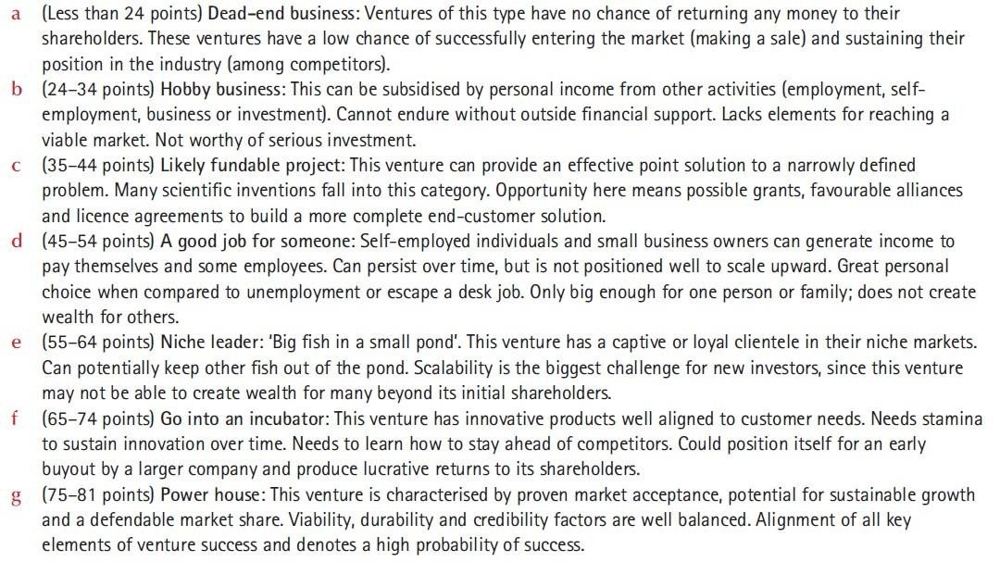 a (Less than 24 points) Dead-end business: Ventures of this type have no chance of returning any money to their
shareholders. These ventures have a low chance of successfully entering the market (making a sale) and sustaining their
position in the industry (among competitors).
b (24–34 points) Hobby business: This can be subsidised by personal income from other activities (employment, self-
employment, business or investment). Cannot endure without outside financial support. Lacks elements for reaching a
viable market. Not worthy of serious investment.
c (35–44 points) Likely fundable project: This venture can provide an effective point solution to a narrowly defined
problem. Many scientific inventions fall into this category. Opportunity here means possible grants, favourable alliances
and licence agreements to build a more complete end-customer solution.
d (45–54 points) A good job for someone: Self-employed individuals and small business owners can generate income to
pay themselves and some employees. Can persist over time, but is not positioned well to scale upward. Great personal
choice when compared to unemployment or escape a desk job. Only big enough for one person or family; does not create
wealth for others.
e (55–64 points) Niche leader: ‘Big fish in a small pond’. This venture has a captive or loyal clientele in their niche markets.
Can potentially keep other fish out of the pond. Scalability is the biggest challenge for new investors, since this venture
may not be able to create wealth for many beyond its initial shareholders.
f (65–74 points) Go into an incubator: This venture has innovative products well aligned to customer needs. Needs stamina
to sustain innovation over time. Needs to learn how to stay ahead of competitors. Could position itself for an early
buyout by a larger company and produce lucrative returns to its shareholders.
g (75–81 points) Power house: This venture is characterised by proven market acceptance, potential for sustainable growth
and a defendable market share. Viability, durability and credibility factors are well balanced. Alignment of all key
elements of venture success and denotes a high probability of success.